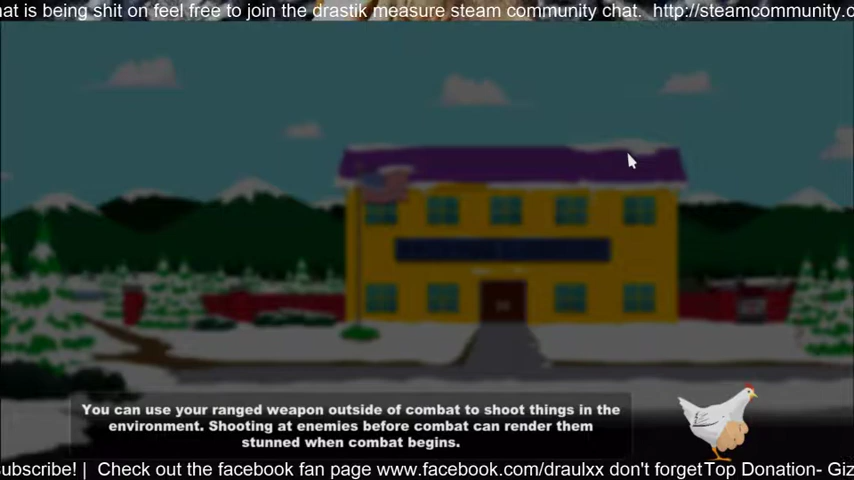 at is being shit on feel free to join the drastik measure steam community chat. http://steamcommunity.c
You can use your ranged weapon outside of combat to shoot things in the
environment. Shooting at enemies before combat can render them
stunned when combat begins.
ubscribe! | Check out the facebook fan page www.facebook.com/draulxx don't forgetTop Donation- Giz